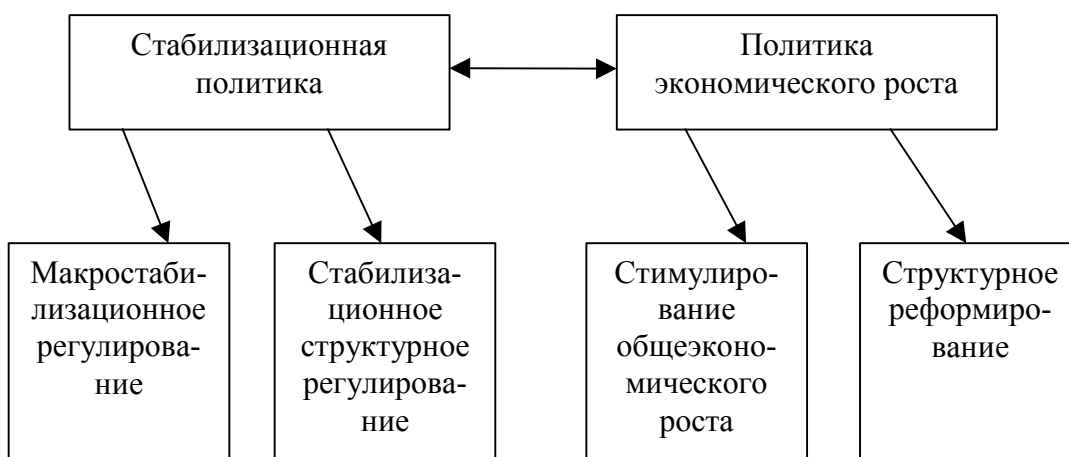 Стабилизационная
политика
Политика
экономического роста
Макростаби-
лизационное
регулирова-
ние
Стабилиза-
ционное
структурное
регулирова-
ние
Стимулиро-
вание
общеэконо-
мического
роста
Структурное
реформиро-
вание